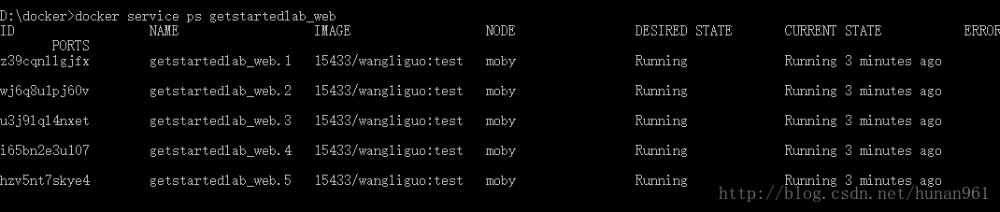 D:\docker>docker service ps getstartedlab_web
ID NAME IMAGE NODE DESIRED STATE CURRENT STATE ERROR
PORTS
z39cqnl1gjfx getstartedlab_web.1 15433/wangliguo:test moby Running Running 3 minutes ago
wj6q8u1pj60v getstartedlab_web.2 15433/wangliguo:test moby Running Running 3 minutes ago
u3j91ql4nxet getstartedlab_web.3 15433/wangliguo:test moby Running Running 3 minutes ago
i65bn2e3u107 getstartedlab_web.4 15433/wangliguo:test moby Running Running 3 minutes ago
hzv5nt7skye4 getstartedlab_web.5 15433/wangliguo:test moby Running Running 3 minutes ago
http://blog.csdn.net/hunan961